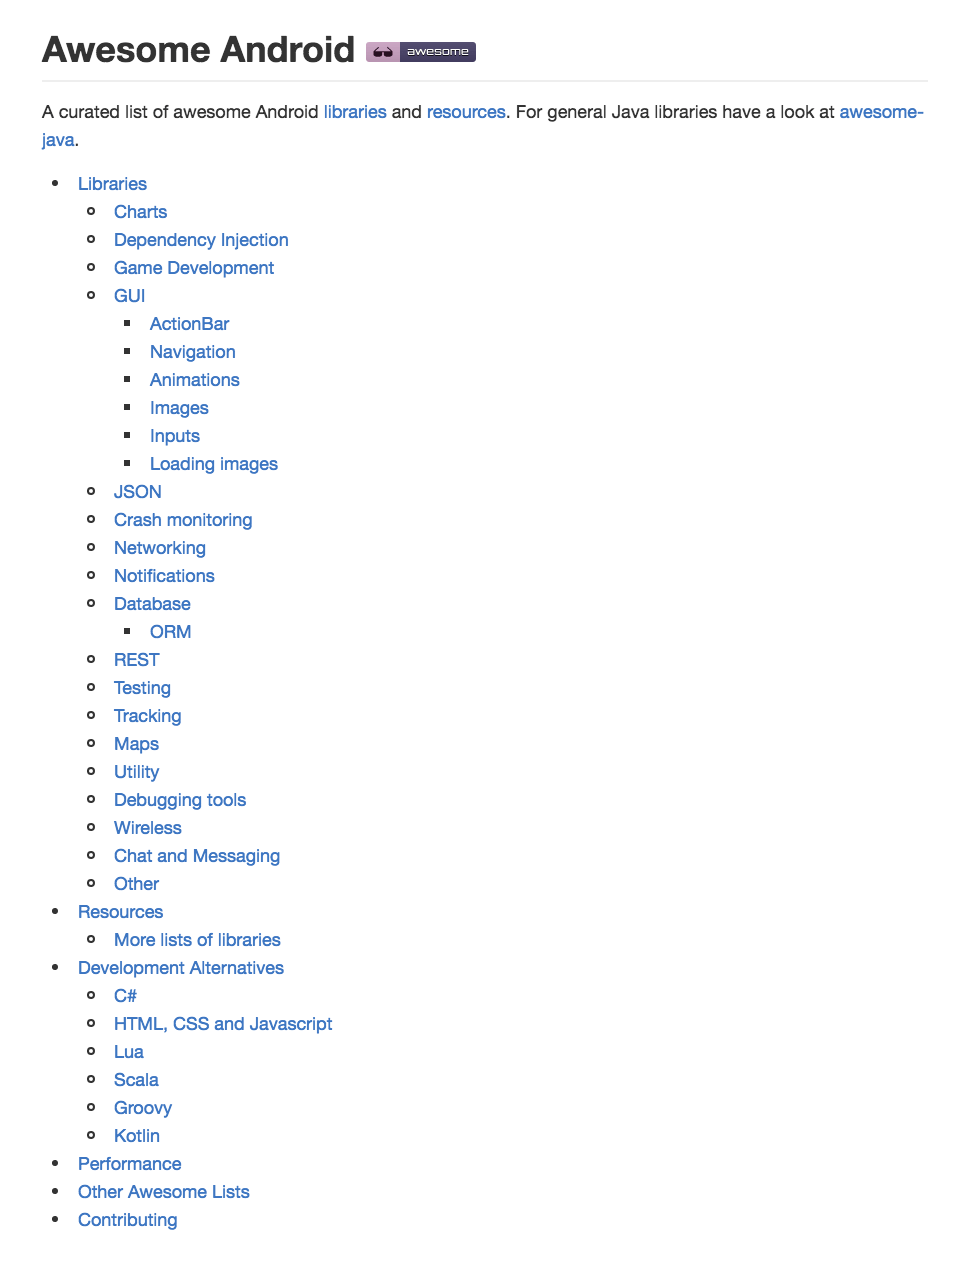 Awesome Android awesome
A curated list of awesome Android libraries and resources. For general Java libraries have a look at awesome-
java.
Libraries
Charts
Dependency Injection
Game Development
GUI
ActionBar
Navigation
Animations
Images
Inputs
Loading images
JSON
Crash monitoring
Networking
Notifications
Database
ORM
REST
Testing
Tracking
Maps
Utility
Debugging tools
Wireless
Chat and Messaging
Other
Resources
More lists of libraries
Development Alternatives
C#
HTML, CSS and Javascript
Lua
Scala
Groovy
Kotlin
Performance
Other Awesome Lists
Contributing